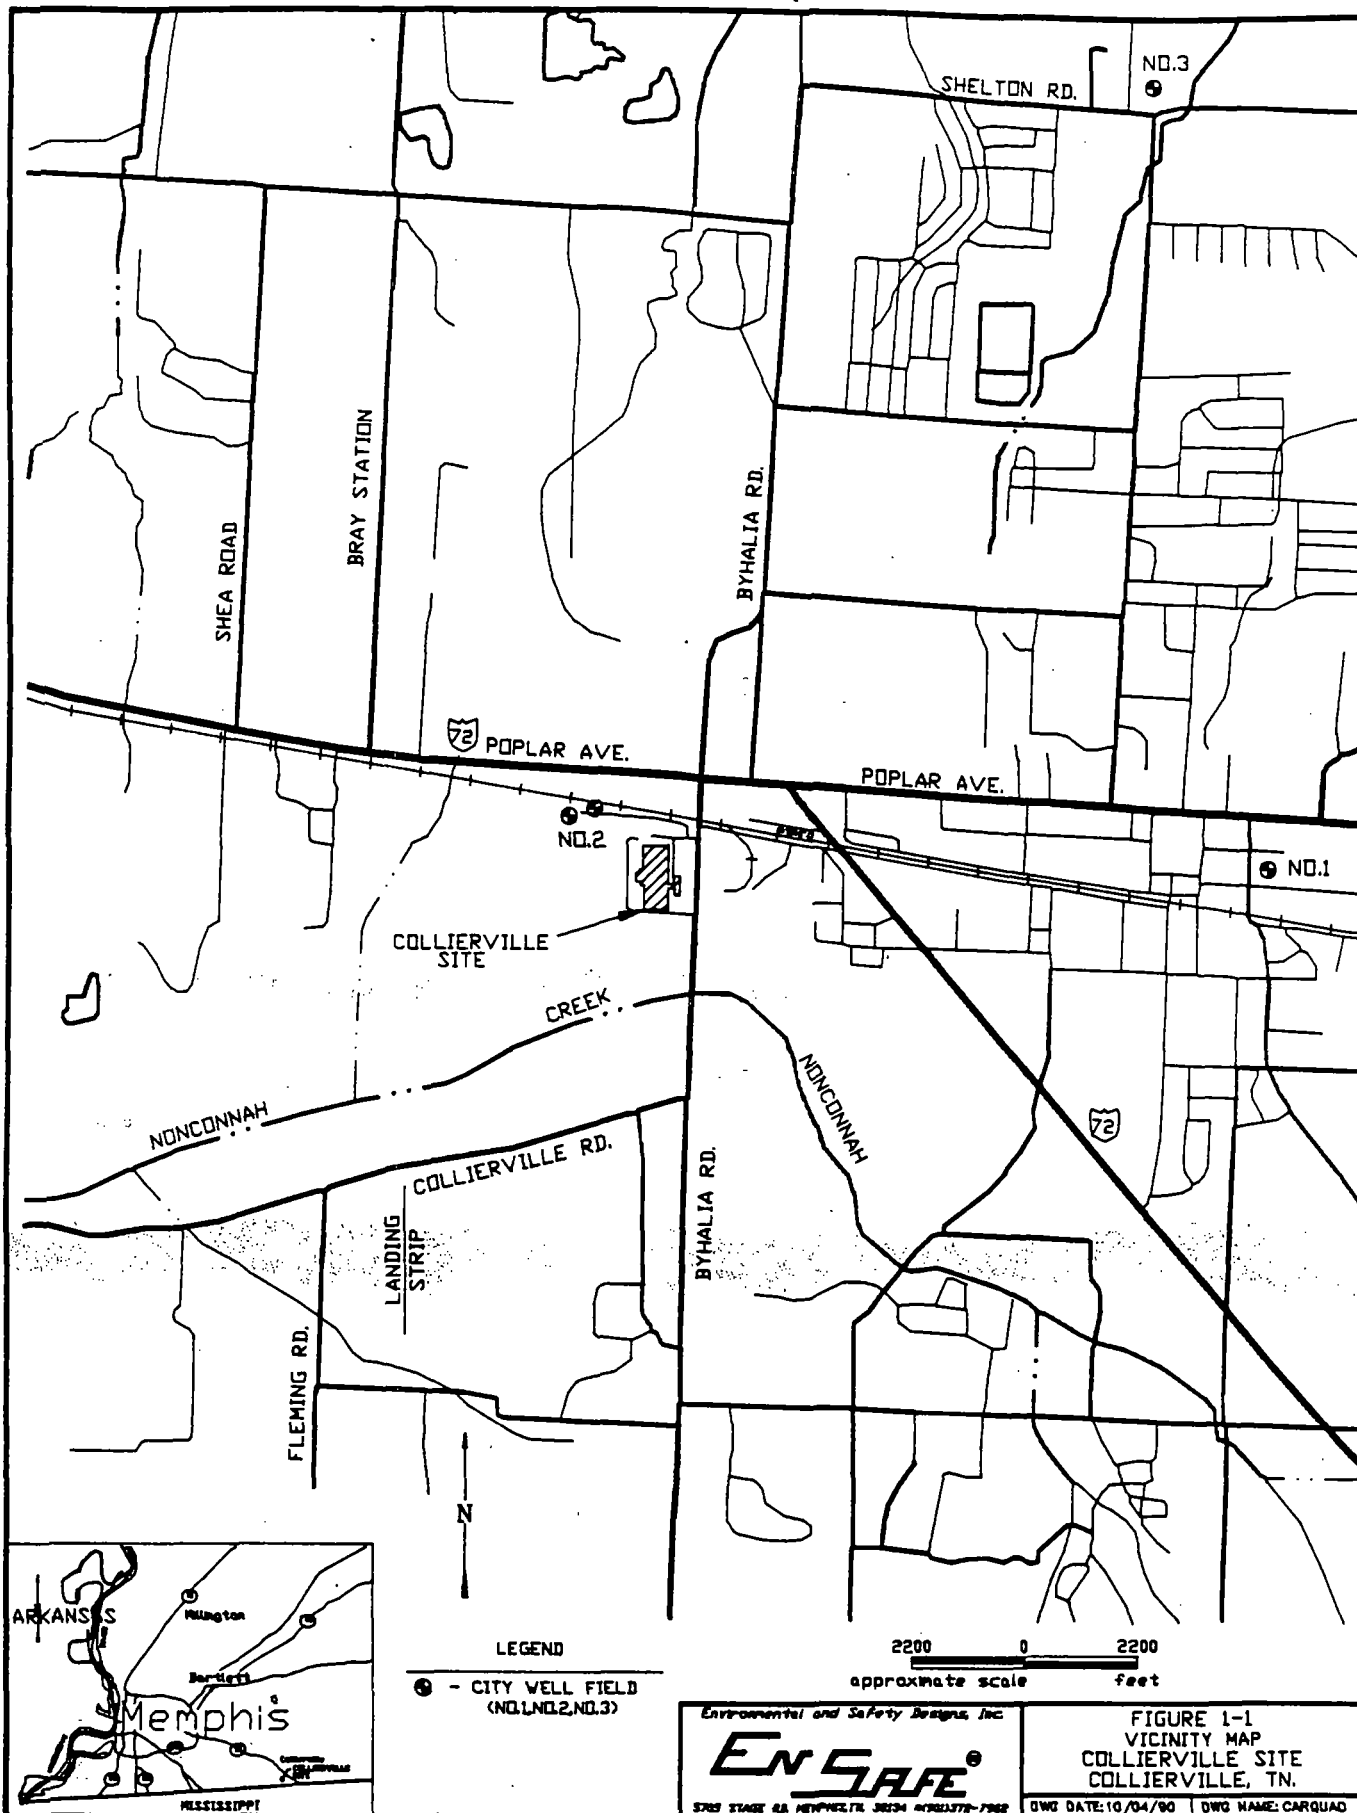 NO.3
SHELTON RD.
BRAY STATION
BYHALIA RD.
SHEA ROAD
72
POPLAR AVE.
POPLAR AVE.
NO.2
NO.1
COLLIERVILLE
SITE
CREEK
NONCONNAH
NONCONNAH
72
COLLIERVILLE RD.
BYHALIA RD.
LANDING
STRIP
FLEMING RD.
N
ARKANSAS
Millington
Bartlett
Memphis
MISSISSIPPI
LEGEND
- CITY WELL FIELD
(NO.1,NO.2,NO.3)
2200 0 2200
approximate scale feet
Environmental and Safety Designs, Inc.
ENSAFE
FIGURE 1-1
VICINITY MAP
COLLIERVILLE SITE
COLLIERVILLE, TN.
DWG DATE:10/04/90 DWG NAME: CARQUAD